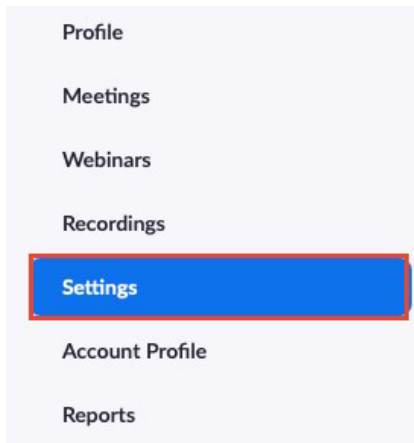 Profile
Meetings
Webinars
Recordings
Settings
Account Profile
Reports